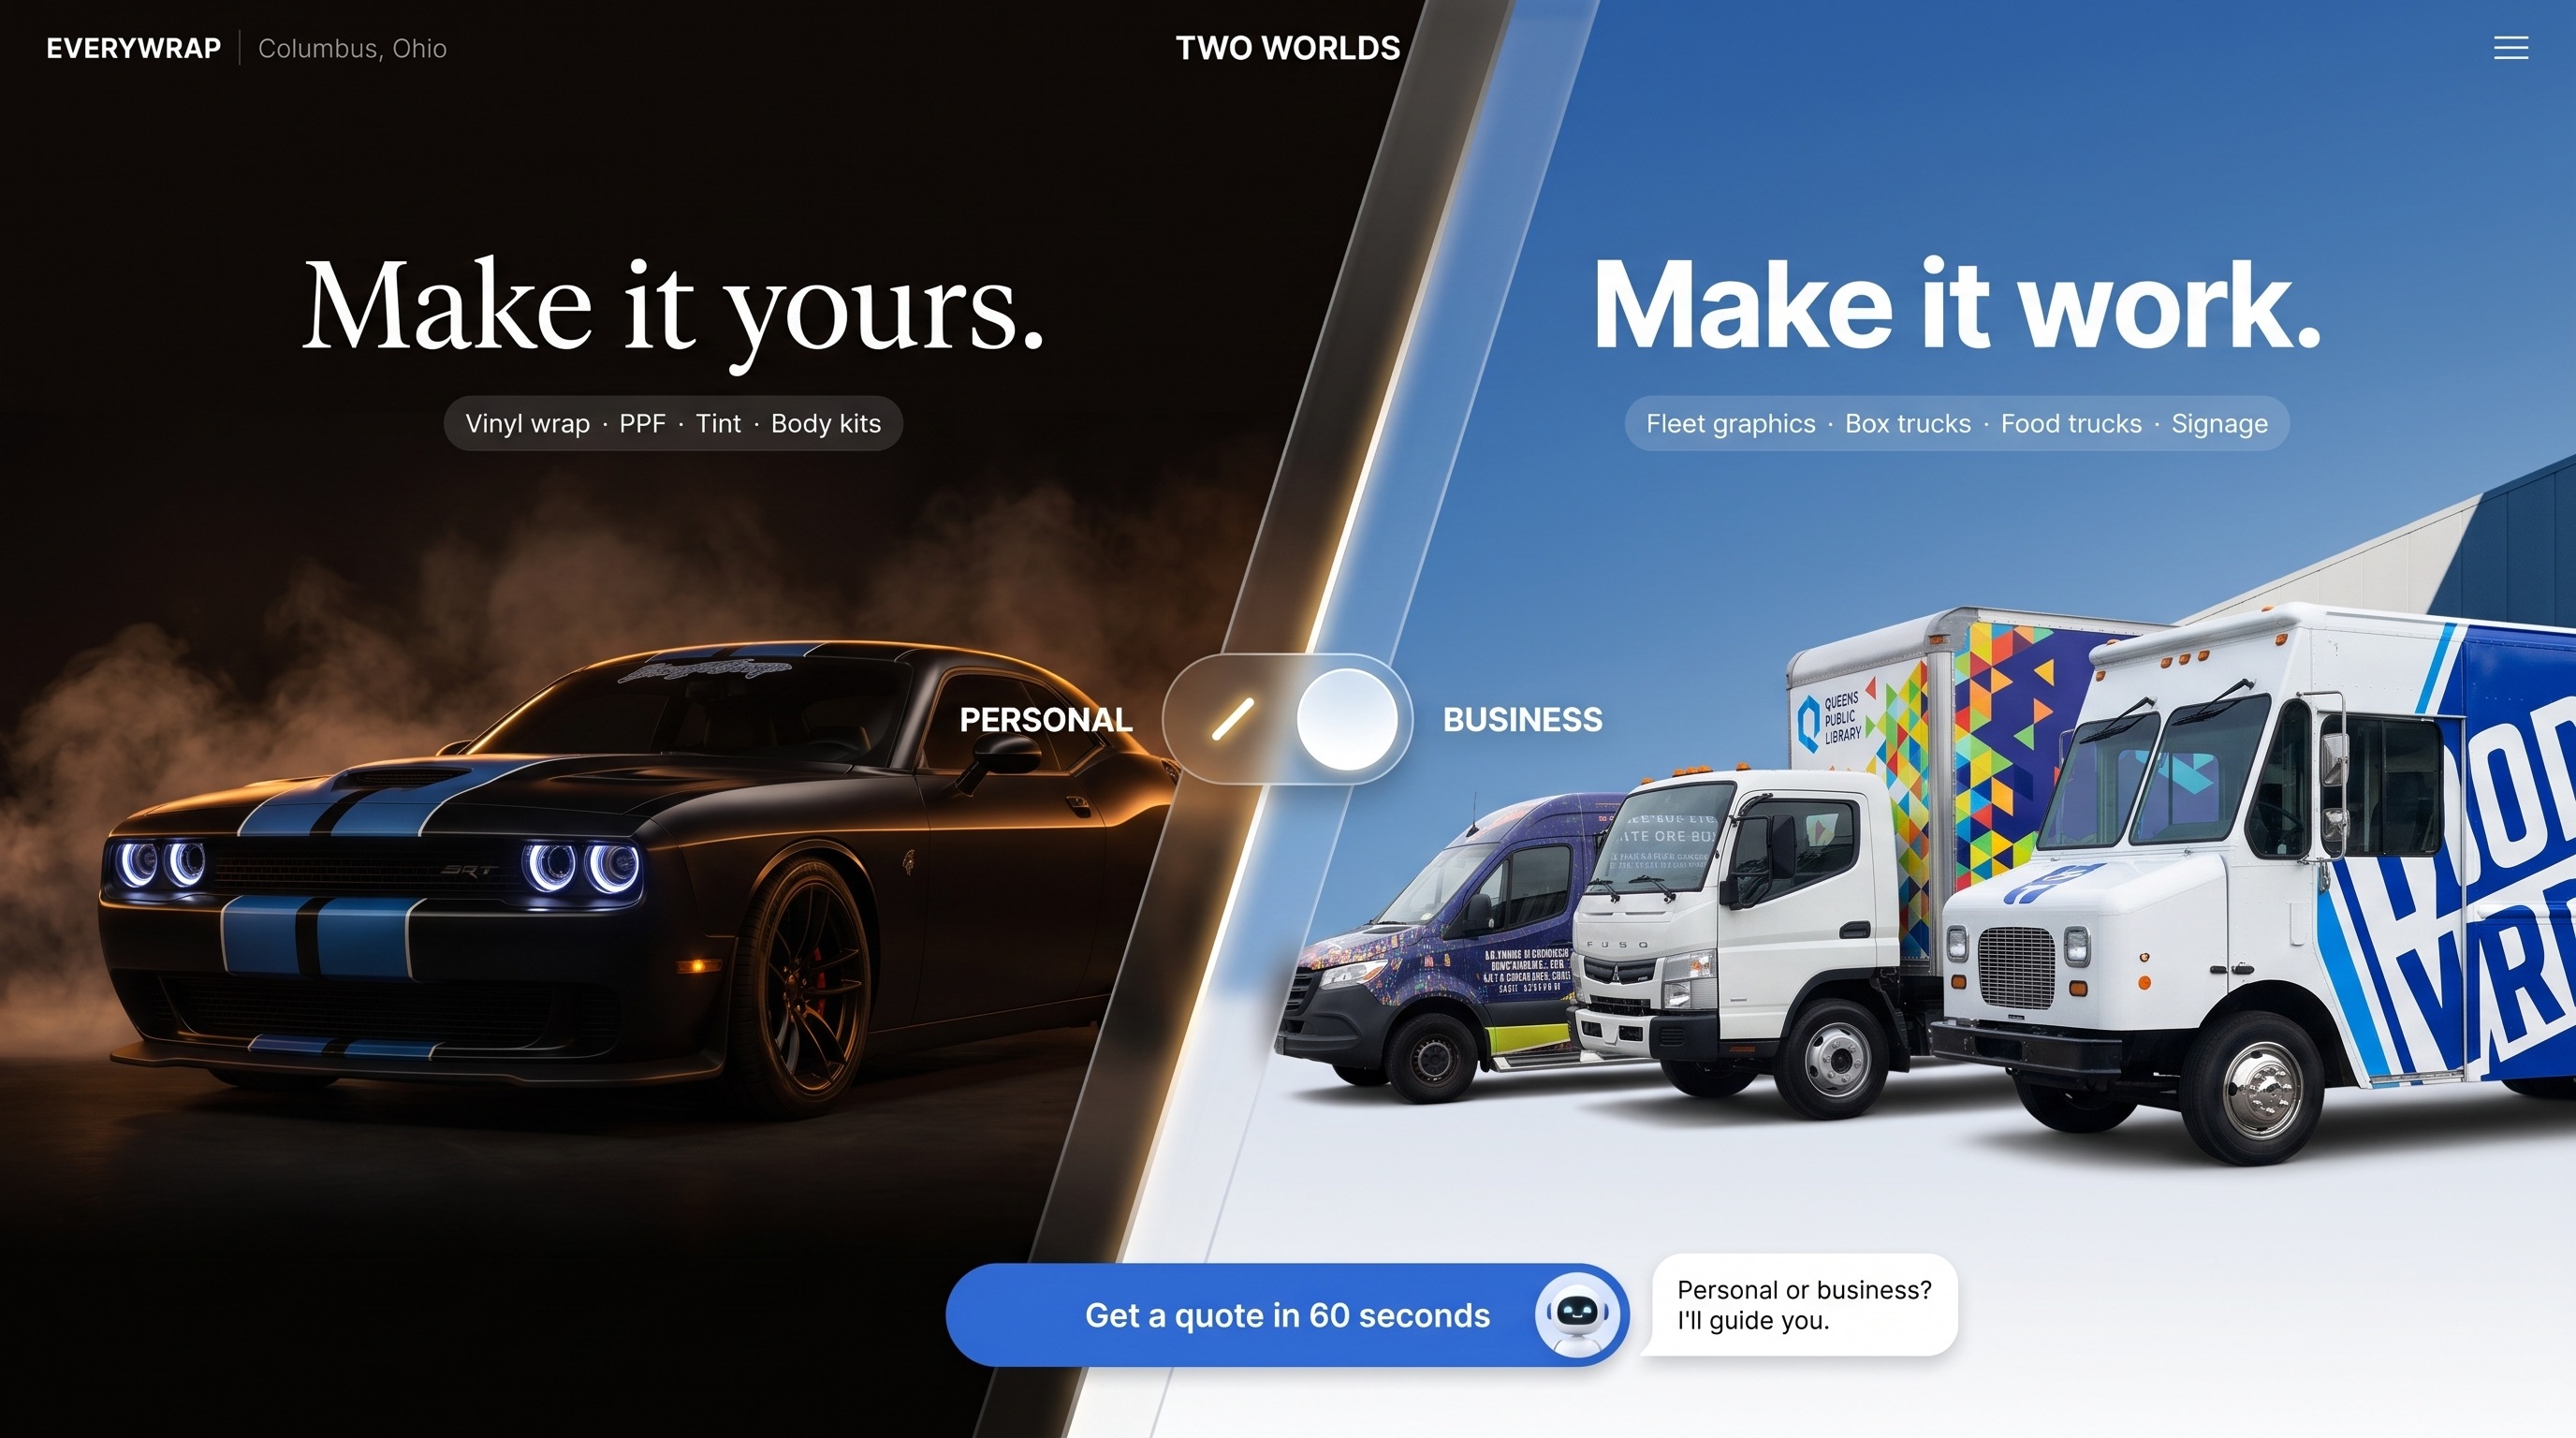 EVERYWRAP
Columbus, Ohio
TWO WORLDS
Make it yours.
Make it work.
Vinyl wrap · PPF · Tint · Body kits
Fleet graphics · Box trucks · Food trucks · Signage
PERSONAL
BUSINESS
QUEENS
PUBLIC
LIBRARY
SRT
FUSO
Get a quote in 60 seconds
Personal or business?
I'll guide you.